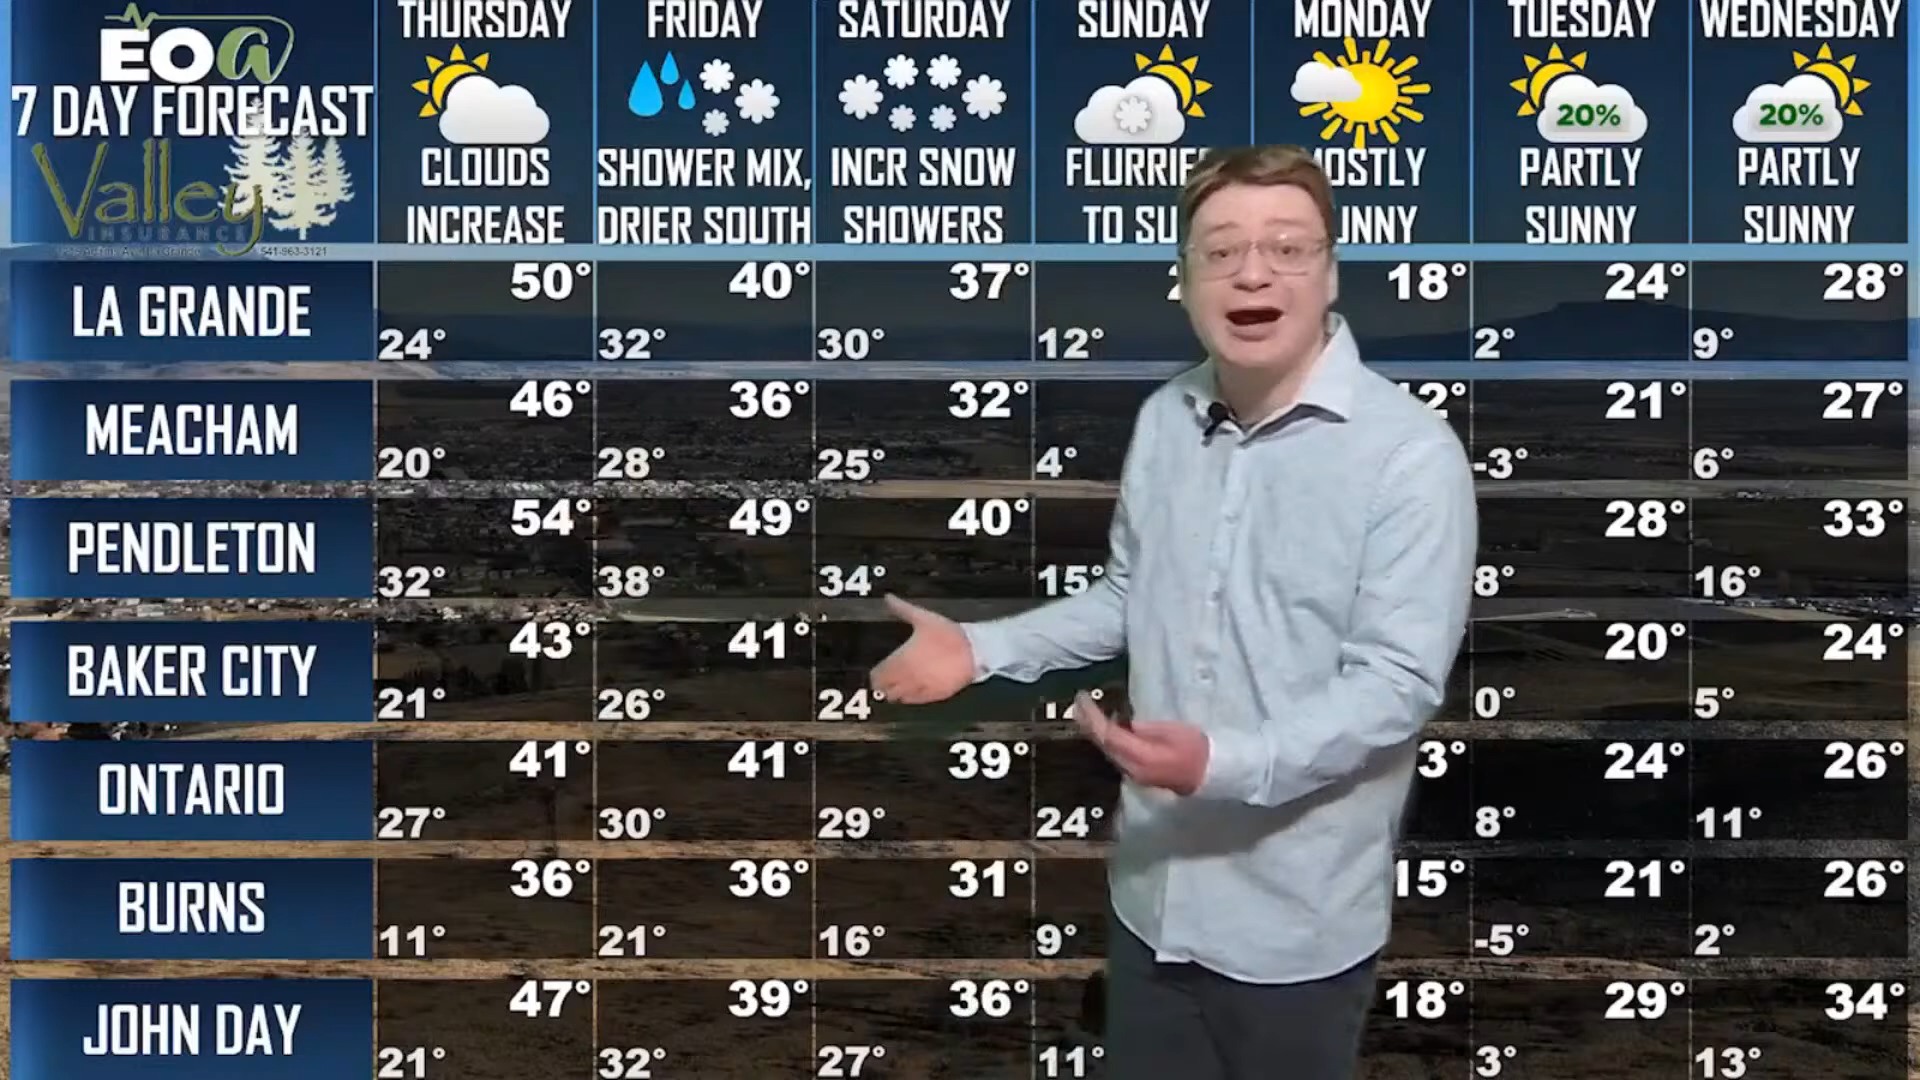 EO@
7 DAY FORECAST
Valley
INSURANCE
541-963-3121
THURSDAY FRIDAY SATURDAY SUNDAY MONDAY TUESDAY WEDNESDAY
20% 20%
CLOUDS SHOWER MIX, INCR SNOW PARTLY PARTLY
INCREASE DRIER SOUTH SHOWERS TO SUNNY SUNNY
LA GRANDE 50° 40° 37° 18° 24° 28°
24° 32° 30° 12° 2° 9°
MEACHAM 46° 36° 32° 21° 27°
20° 28° 25° 4° -3° 6°
PENDLETON 54° 49° 40° 28° 33°
32° 38° 34° 15° 8° 16°
BAKER CITY 43° 41° 20° 24°
21° 26° 24° 0° 5°
ONTARIO 41° 41° 39° 24° 26°
27° 30° 29° 24° 8° 11°
BURNS 36° 36° 31° 15° 21° 26°
11° 21° 16° 9° -5° 2°
JOHN DAY 47° 39° 36° 18° 29° 34°
21° 32° 27° 11° 3° 13°